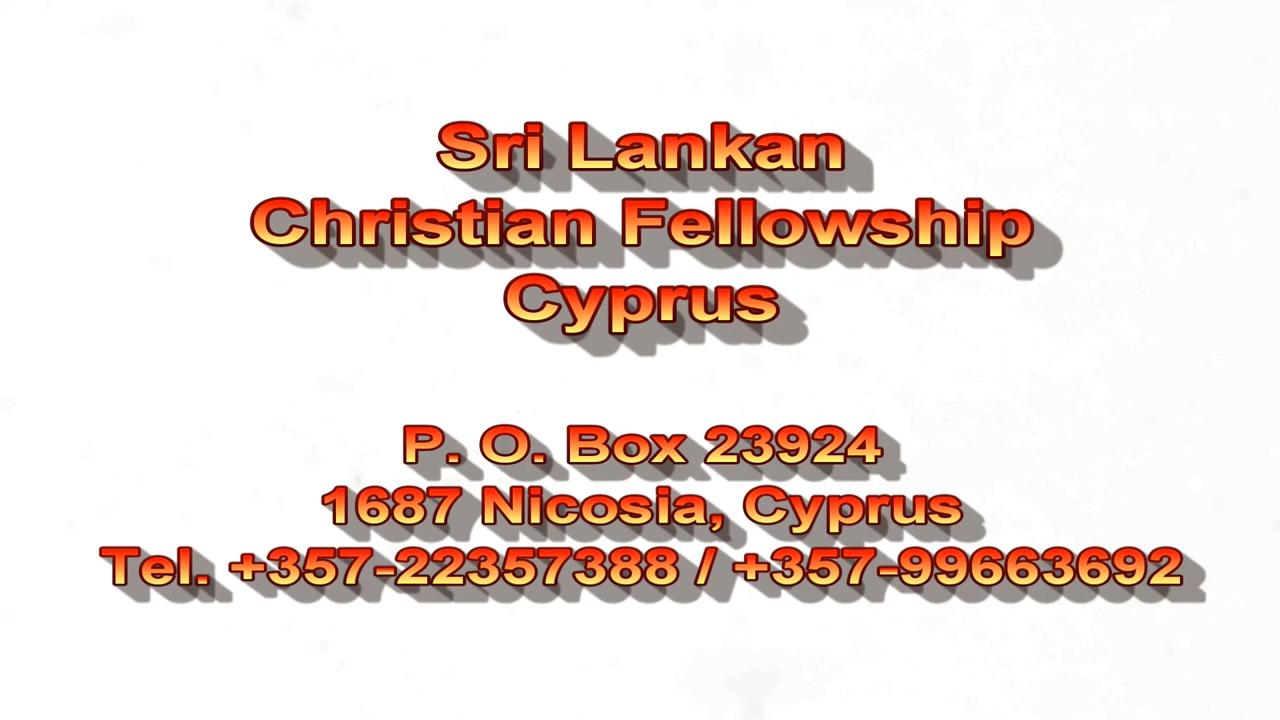 Sri Lankan
Christian Fellowship
Cyprus
P. O. Box 23924
1687 Nicosia, Cyprus
Tel. +357-22357388 / +357-99663692